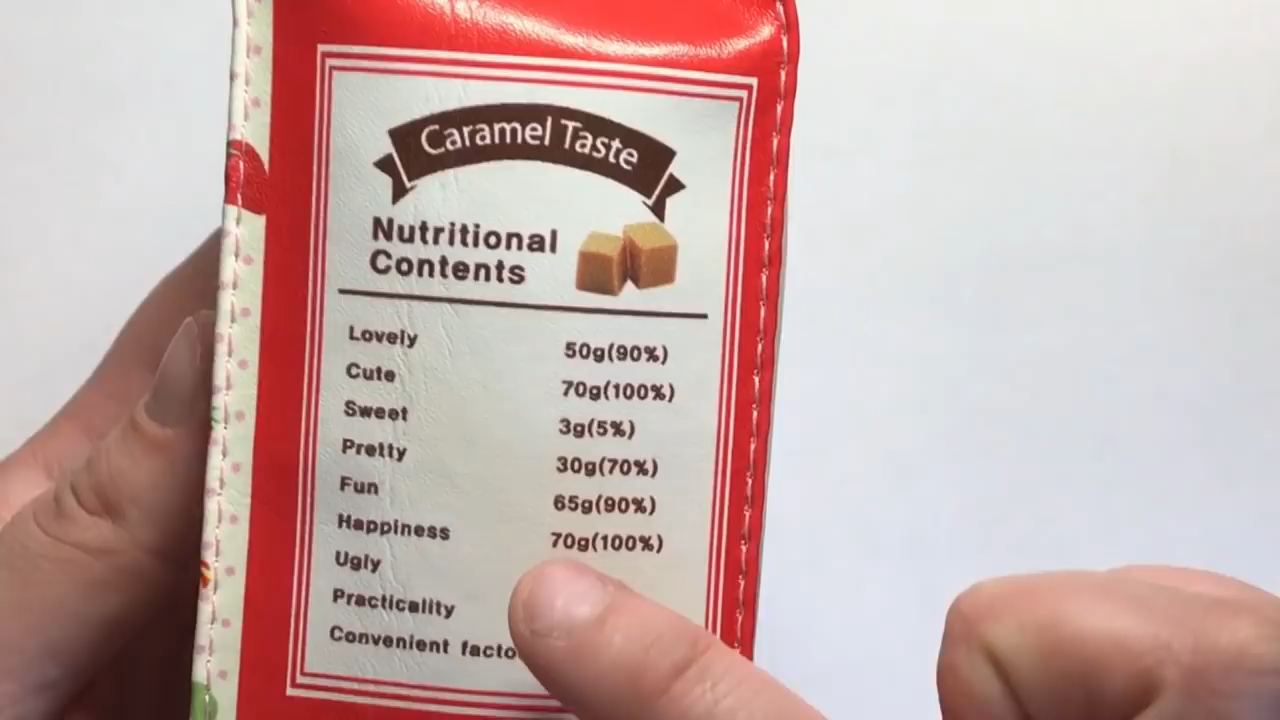 Caramel Taste
Nutritional
Contents
Lovely 50g(90%)
Cute 70g(100%)
Sweet 3g(5%)
Pretty 30g(70%)
Fun 65g(90%)
Happiness 70g(100%)
Ugly
Practicality
Convenient